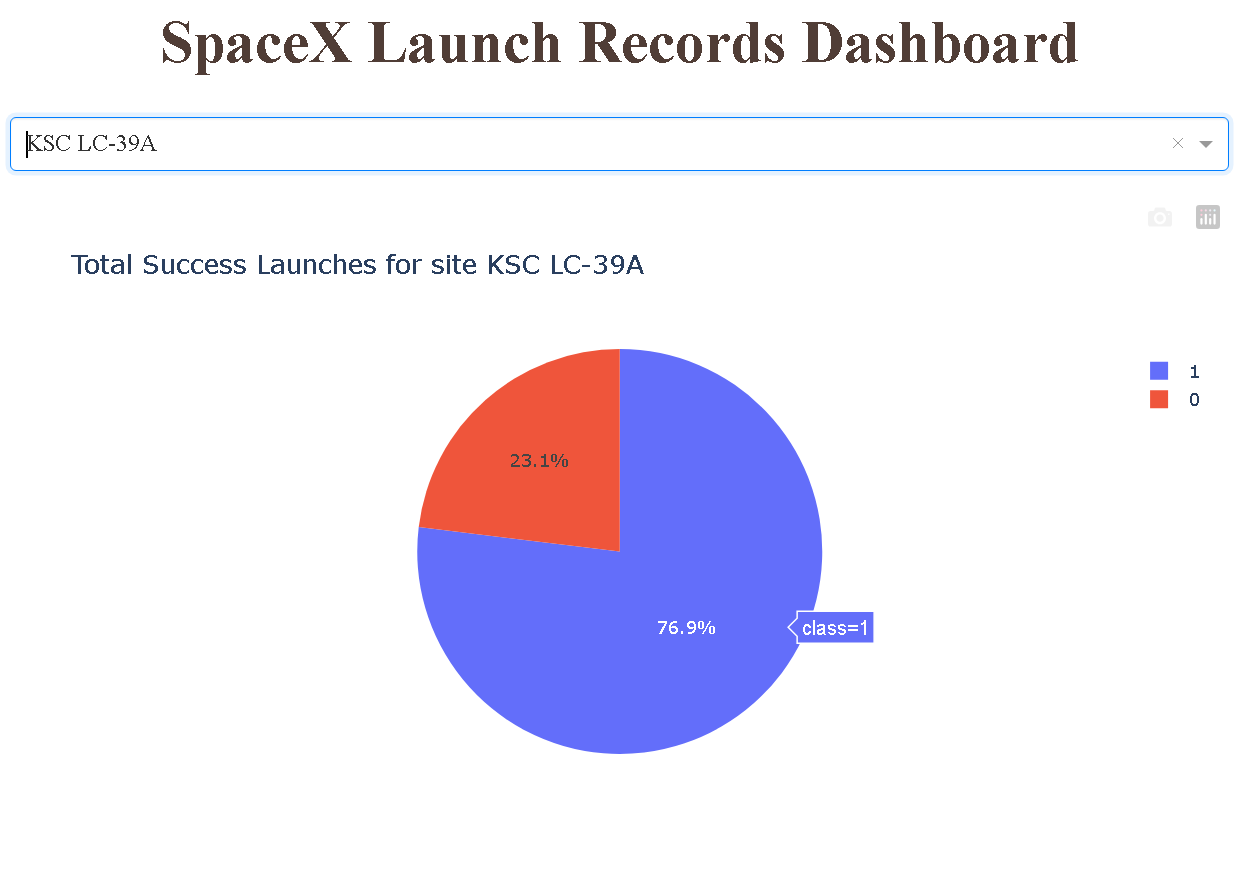 SpaceX Launch Records Dashboard
KSC LC-39A
Total Success Launches for site KSC LC-39A
1
0
23.1%
76.9%
class=1